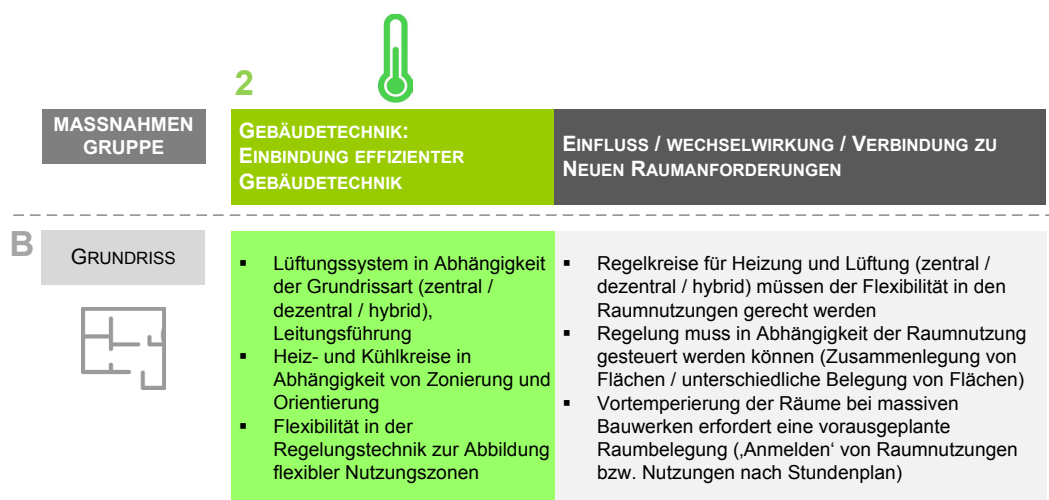 2
MASSNAHMEN
GRUPPE
GEBÄUDETECHNIK:
EINBINDUNG EFFIZIENTER
GEBÄUDETECHNIK
EINFLUSS / WECHSELWIRKUNG / VERBINDUNG ZU
NEUEN RAUMANFORDERUNGEN
B
GRUNDRISS
▪ Lüftungssystem in Abhängigkeit
der Grundrissart (zentral /
dezentral / hybrid),
Leitungsführung
▪ Heiz- und Kühlkreise in
Abhängigkeit von Zonierung und
Orientierung
▪ Flexibilität in der
Regelungstechnik zur Abbildung
flexibler Nutzungszonen
▪ Regelkreise für Heizung und Lüftung (zentral /
dezentral / hybrid) müssen der Flexibilität in den
Raumnutzungen gerecht werden
▪ Regelung muss in Abhängigkeit der Raumnutzung
gesteuert werden können (Zusammenlegung von
Flächen / unterschiedliche Belegung von Flächen)
▪ Vortemperierung der Räume bei massiven
Bauwerken erfordert eine vorausgeplante
Raumbelegung (‚Anmelden‘ von Raumnutzungen
bzw. Nutzungen nach Stundenplan)